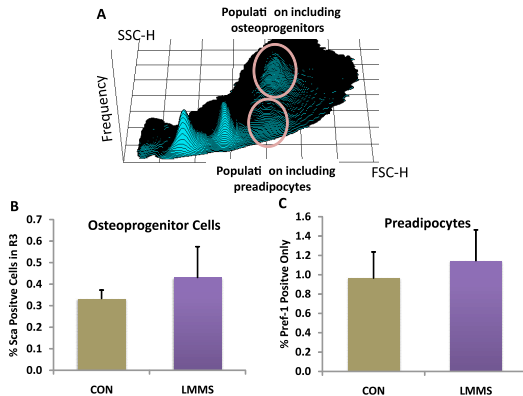 A
Populati on including
osteoprogenitors
SSC-H
Frequency
Populati on including
preadipocytes
FSC-H
B
Osteoprogenitor Cells
% Sca Positve Cells in R3
0.7
0.6
0.5
0.4
0.3
0.2
0.1
0.0
CON
LMMS
C
Preadipocytes
% Pref-1 Positve Only
1.6
1.4
1.2
1.0
0.8
0.6
0.4
0.2
0.0
CON
LMMS